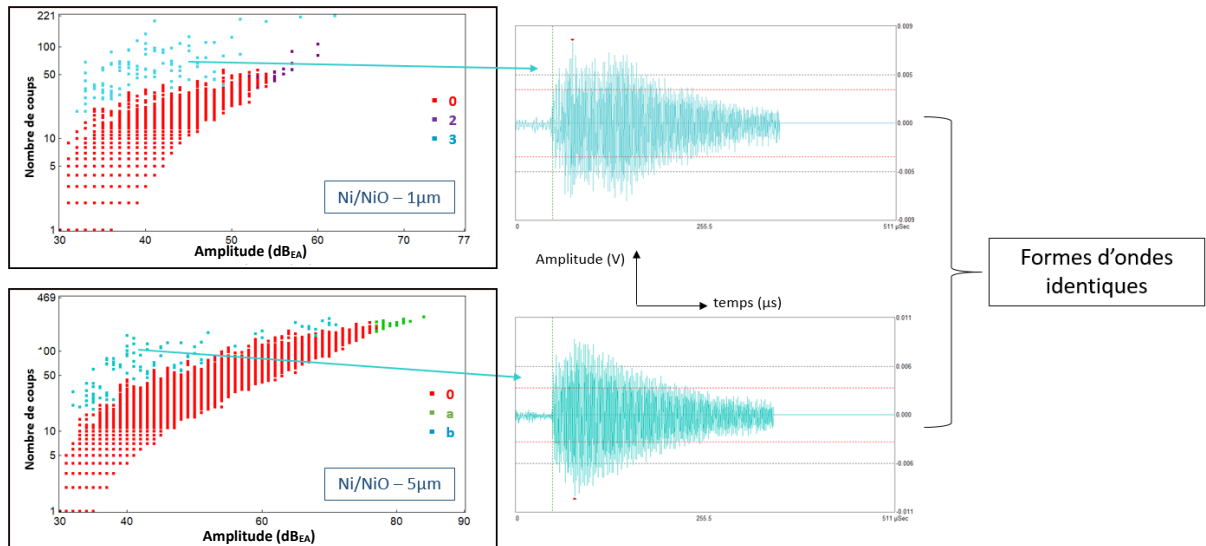 221
100
50
10
5
1
30
40
50
60
70
77
Nombre de coups
Amplitude (dBEA)
0
2
3
Ni/NiO – 1µm
0.009
0.005
0.000
-0.005
-0.009
0
255.5
511 µSec
Amplitude (V)
temps (µs)
Formes d'ondes
identiques
469
100
50
10
5
1
30
40
60
80
90
Nombre de coups
Amplitude (dBEA)
0
a
b
Ni/NiO – 5µm
0.011
0.006
0.000
-0.006
-0.011
0
255.5
511 µSec